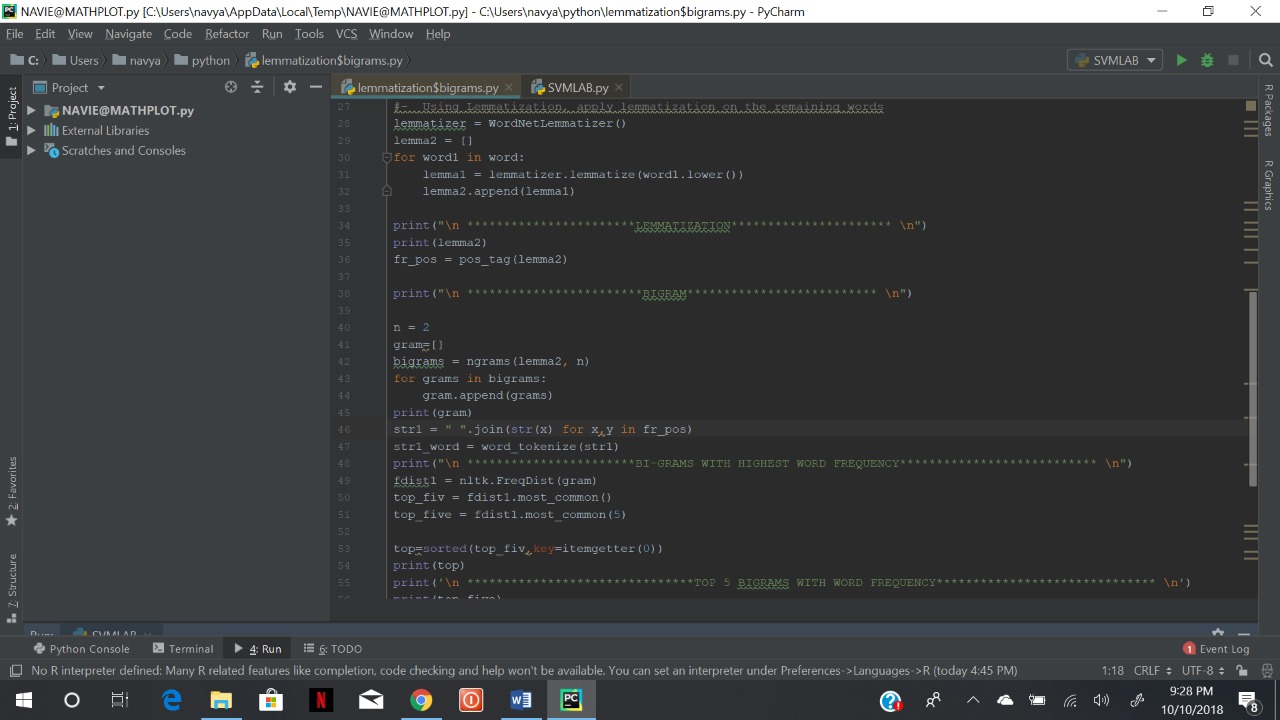 NAVIE@MATHPLOT.py [C:\Users\navya\AppData\Local\Temp\NAVIE@MATHPLOT.py] - C:\Users\navya\python\lemmatization$bigrams.py - PyCharm
File Edit View Navigate Code Refactor Run Tools VCS Window Help
C: Users navya python lemmatization$bigrams.py SVMLAB
1: Project
Project
lemmatization$bigrams.py SVMLAB.py
NAVIE@MATHPLOT.py
External Libraries
Scratches and Consoles
27 #- Using Lemmatization, apply lemmatization on the remaining words
28 lemmatizer = WordNetLemmatizer()
29 lemma2 = []
30 for word1 in word:
31 lemma1 = lemmatizer.lemmatize(word1.lower())
32 lemma2.append(lemma1)
33
34 print("\n ***********************LEMMATIZATION********************** \n")
35 print(lemma2)
36 fr_pos = pos_tag(lemma2)
37
38 print("\n ************************BIGRAM************************** \n")
39
40 n = 2
41 gram=[]
42 bigrams = ngrams(lemma2, n)
43 for grams in bigrams:
44 gram.append(grams)
45 print(gram)
46 str1 = " ".join(str(x) for x,y in fr_pos)
47 str1_word = word_tokenize(str1)
48 print("\n ***********************BI-GRAMS WITH HIGHEST WORD FREQUENCY*************************** \n")
49 fdist1 = nltk.FreqDist(gram)
50 top_fiv = fdist1.most_common()
51 top_five = fdist1.most_common(5)
52
53 top=sorted(top_fiv,key=itemgetter(0))
54 print(top)
55 print('\n *******************************TOP 5 BIGRAMS WITH WORD FREQUENCY****************************** \n')
56 print(top_five)
R Packages
R Graphics
2: Favorites
7: Structure
Run: SVMLAB
Python Console Terminal 4: Run 6: TODO 1 Event Log
No R interpreter defined: Many R related features like completion, code checking and help won't be available. You can set an interpreter under Preferences->Languages->R (today 4:45 PM) 1:18 CRLF UTF-8
9:28 PM
10/10/2018
8